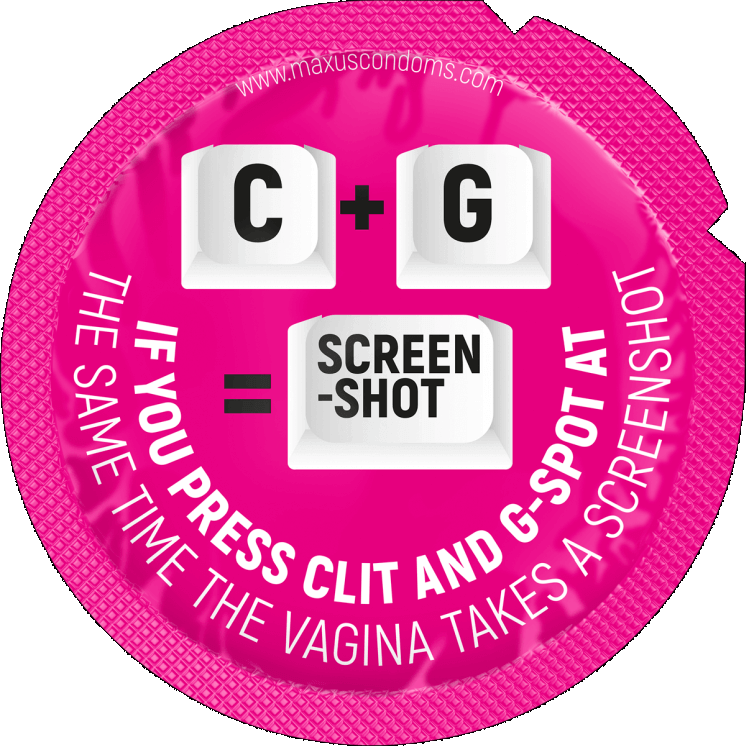 www.maxuscondoms.com
C + G
= SCREEN
-SHOT
IF YOU PRESS CLIT AND G-SPOT AT
THE SAME TIME THE VAGINA TAKES A SCREENSHOT